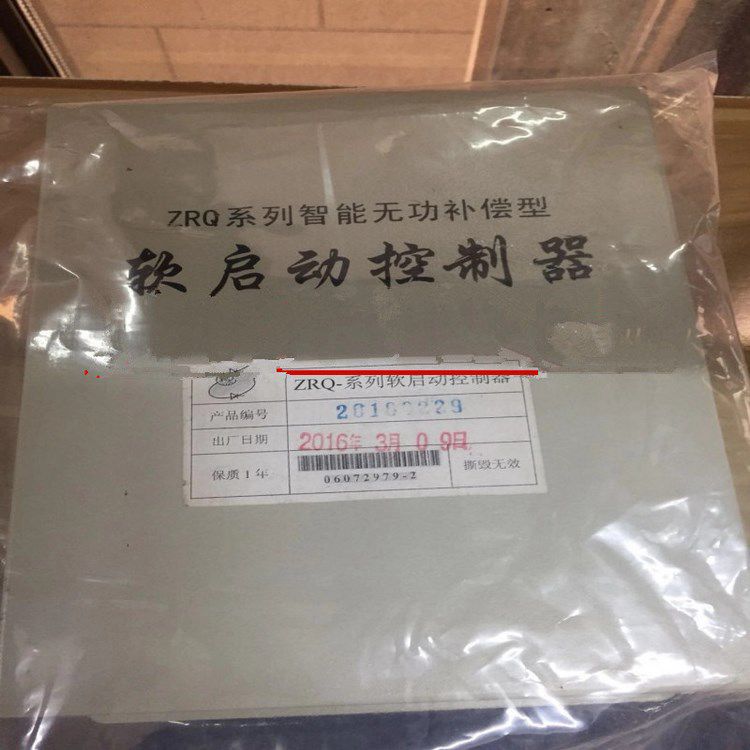 ZRQ系列智能无功补偿型
软启动控制器
ZRQ-系列软启动控制器
产品编号
出厂日期 2016年 3月 0 9日
保质1年 06072979-2 撕毁无效